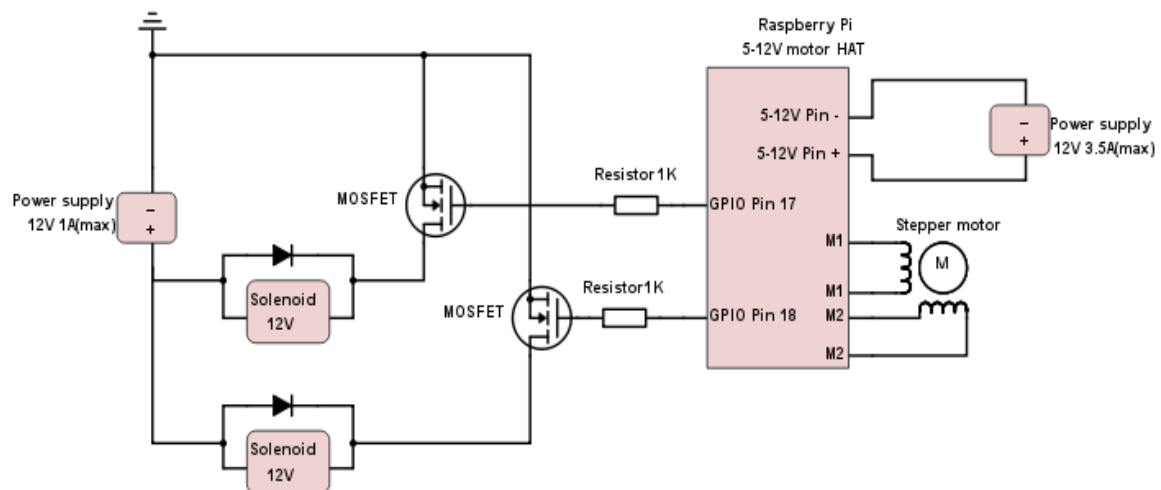 Raspberry Pi
5-12V motor HAT
5-12V Pin -
5-12V Pin +
-
+
Power supply
12V 3.5A(max)
Resistor1K
GPIO Pin 17
MOSFET
Power supply
12V 1A(max)
-
+
Stepper motor
M1
M
M1
Solenoid
12V
Resistor1K
MOSFET
GPIO Pin 18
M2
M2
Solenoid
12V